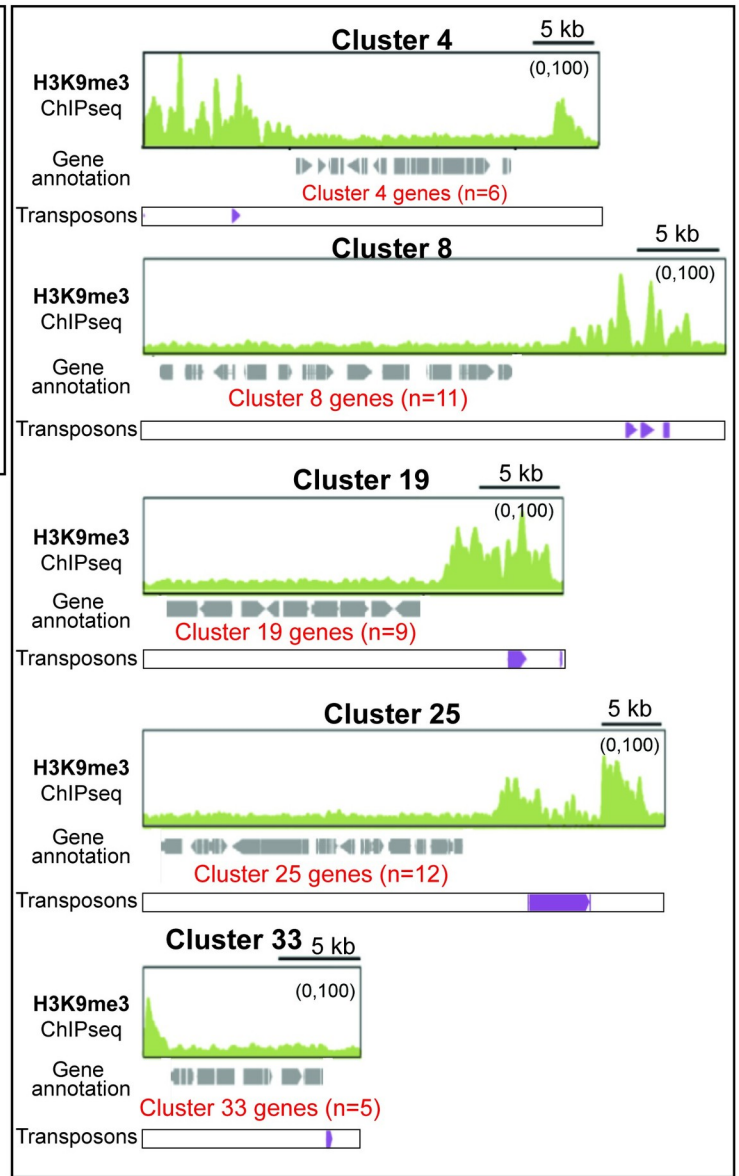 Cluster 4
5 kb
(0,100)
H3K9me3
ChIPseq
Gene
annotation
Cluster 4 genes (n=6)
Transposons
Cluster 8
5 kb
(0,100)
H3K9me3
ChIPseq
Gene
annotation
Cluster 8 genes (n=11)
Transposons
Cluster 19
5 kb
(0,100)
H3K9me3
ChIPseq
Gene
annotation
Cluster 19 genes (n=9)
Transposons
Cluster 25
5 kb
(0,100)
H3K9me3
ChIPseq
Gene
annotation
Cluster 25 genes (n=12)
Transposons
Cluster 33
5 kb
(0,100)
H3K9me3
ChIPseq
Gene
annotation
Cluster 33 genes (n=5)
Transposons